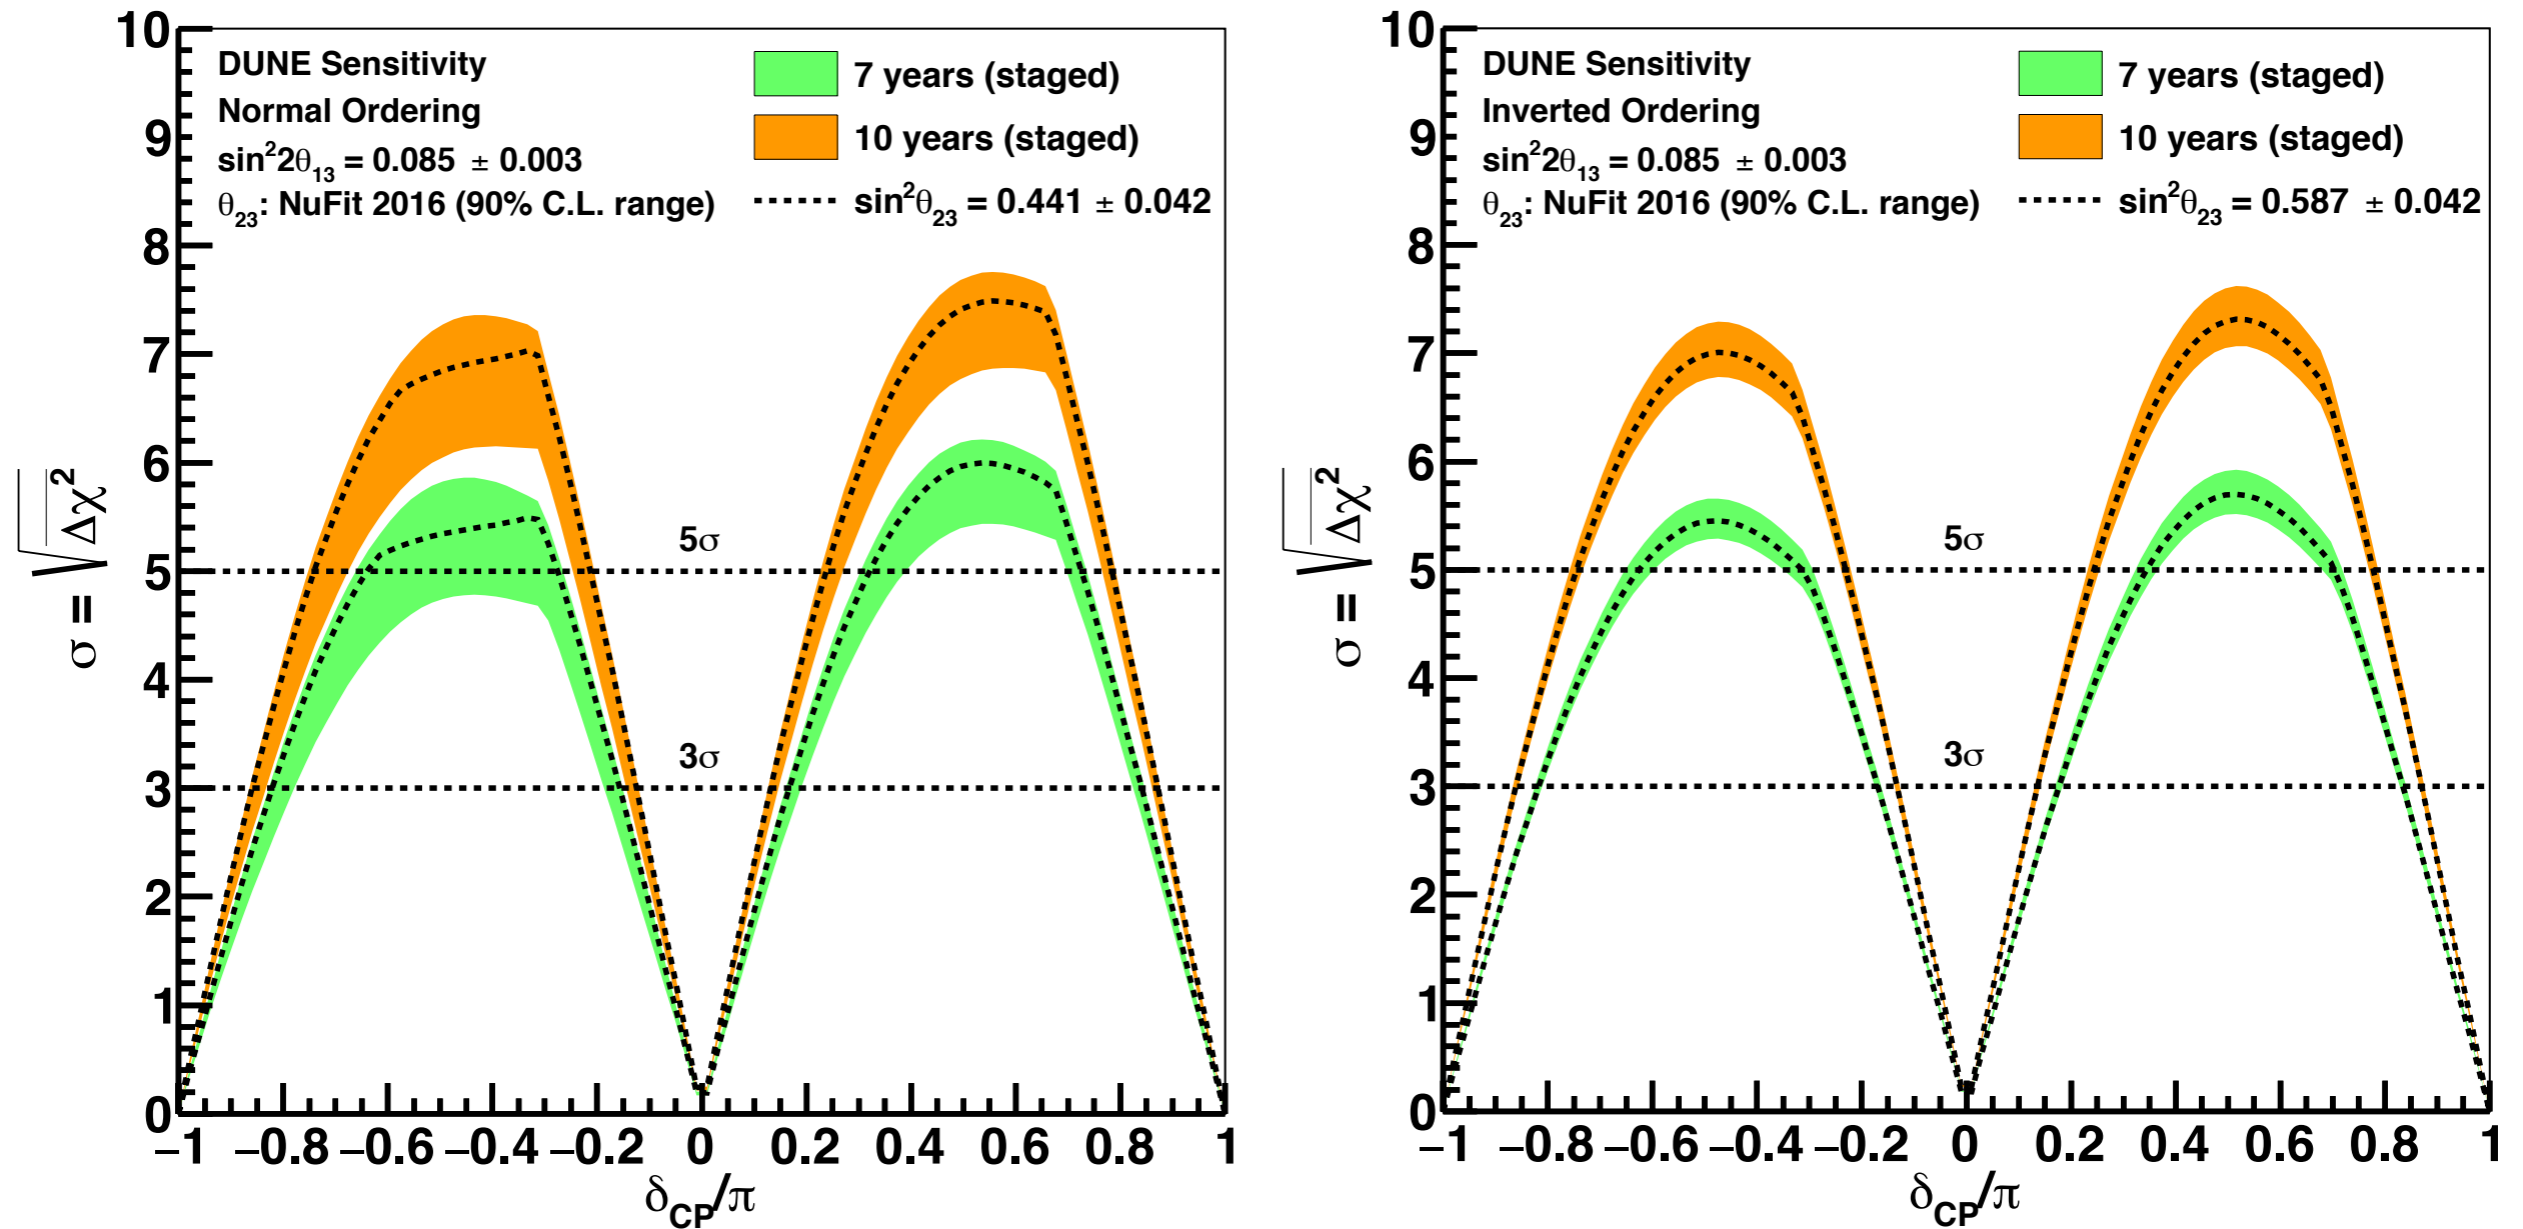 DUNE Sensitivity
Normal Ordering
sin²2θ₁₃ = 0.085 ± 0.003
θ₂₃: NuFit 2016 (90% C.L. range)
7 years (staged)
10 years (staged)
sin²θ₂₃ = 0.441 ± 0.042
5σ
3σ
σ = √Δχ²
10
9
8
7
6
5
4
3
2
1
0
−1 −0.8 −0.6 −0.4 −0.2 0 0.2 0.4 0.6 0.8 1
δCP/π
DUNE Sensitivity
Inverted Ordering
sin²2θ₁₃ = 0.085 ± 0.003
θ₂₃: NuFit 2016 (90% C.L. range)
7 years (staged)
10 years (staged)
sin²θ₂₃ = 0.587 ± 0.042
5σ
3σ
σ = √Δχ²
10
9
8
7
6
5
4
3
2
1
0
−1 −0.8 −0.6 −0.4 −0.2 0 0.2 0.4 0.6 0.8 1
δCP/π